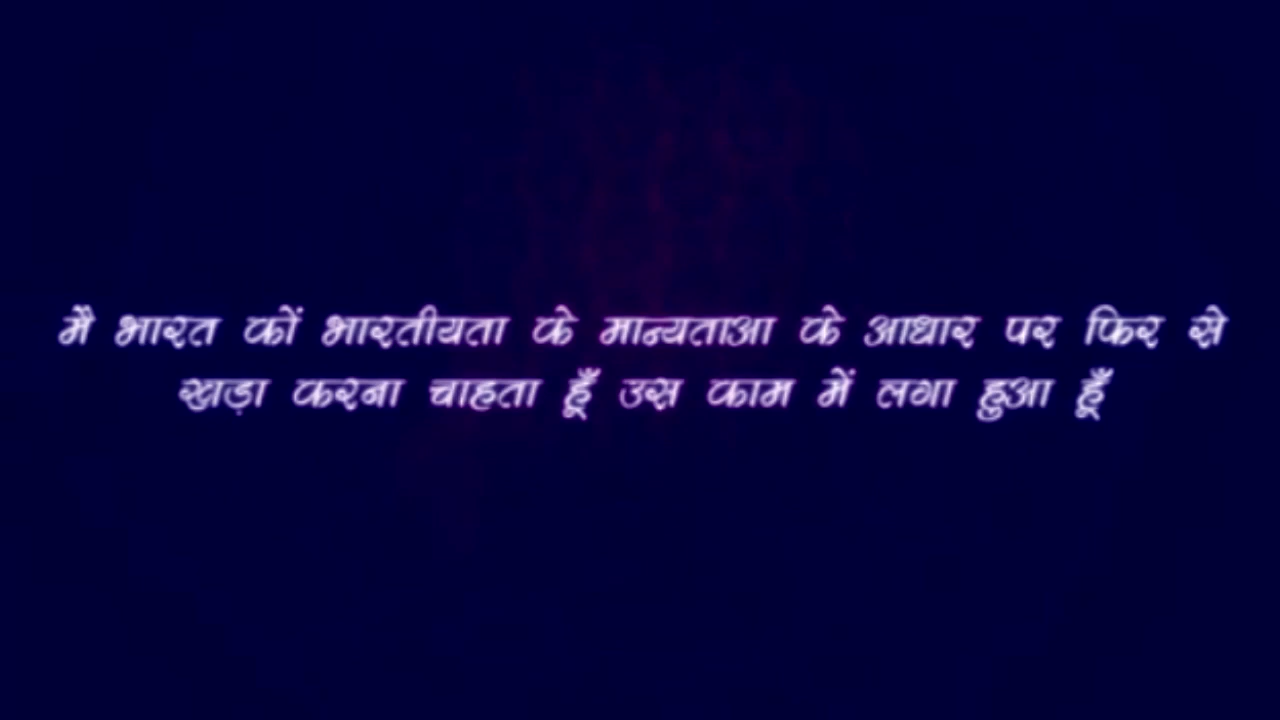 मै भारत कों भारतीयता के मान्यताआ के आधार पर फिर से
खड़ा करना चाहता हूँ उस काम में लगा हुआ हूँ